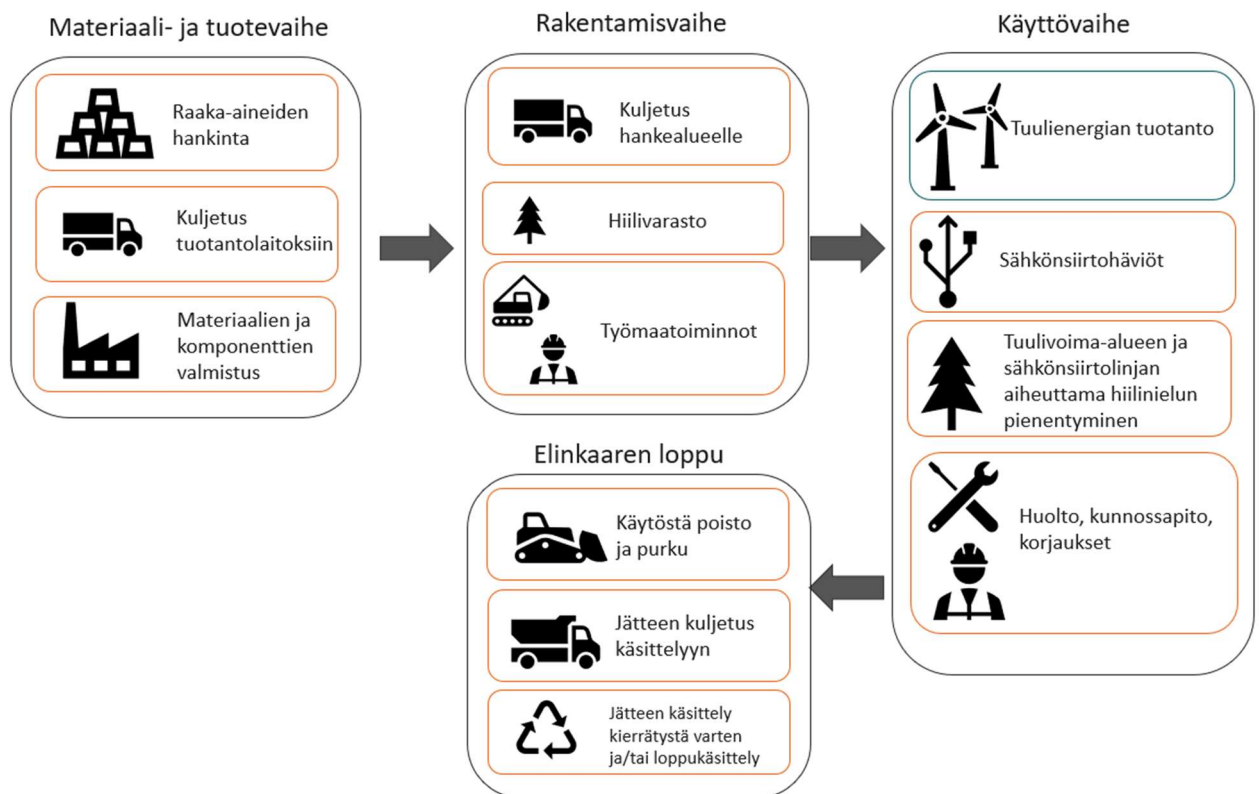 Materiaali- ja tuotevaihe
Raaka-aineiden
hankinta
Kuljetus
tuotantolaitoksiin
Materiaalien ja
komponenttien
valmistus
Rakentamisvaihe
Kuljetus
hankealueelle
Hiilivarasto
Työmaatoiminnot
Käyttövaihe
Tuulienergian tuotanto
Sähkönsiirtohäviöt
Tuulivoima-alueen ja
sähkönsiirtolinjan
aiheuttama hiilinielun
pienentyminen
Huolto, kunnossapito,
korjaukset
Elinkaaren loppu
Käytöstä poisto
ja purku
Jätteen kuljetus
käsittelyyn
Jätteen käsittely
kierrätystä varten
ja/tai loppukäsittely